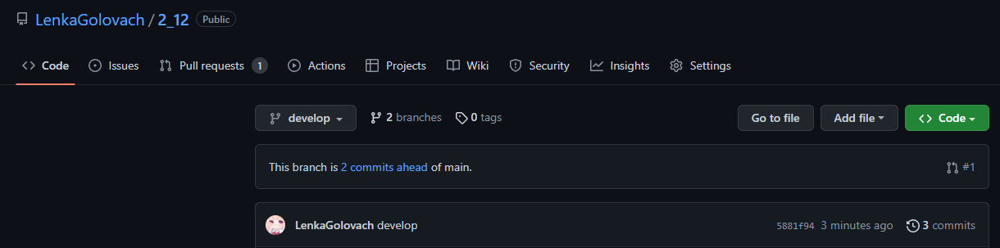 LenkaGolovach / 2_12 Public
Code Issues Pull requests 1 Actions Projects Wiki Security Insights Settings
develop 2 branches 0 tags Go to file Add file Code
This branch is 2 commits ahead of main. #1
LenkaGolovach develop 5881f94 3 minutes ago 3 commits